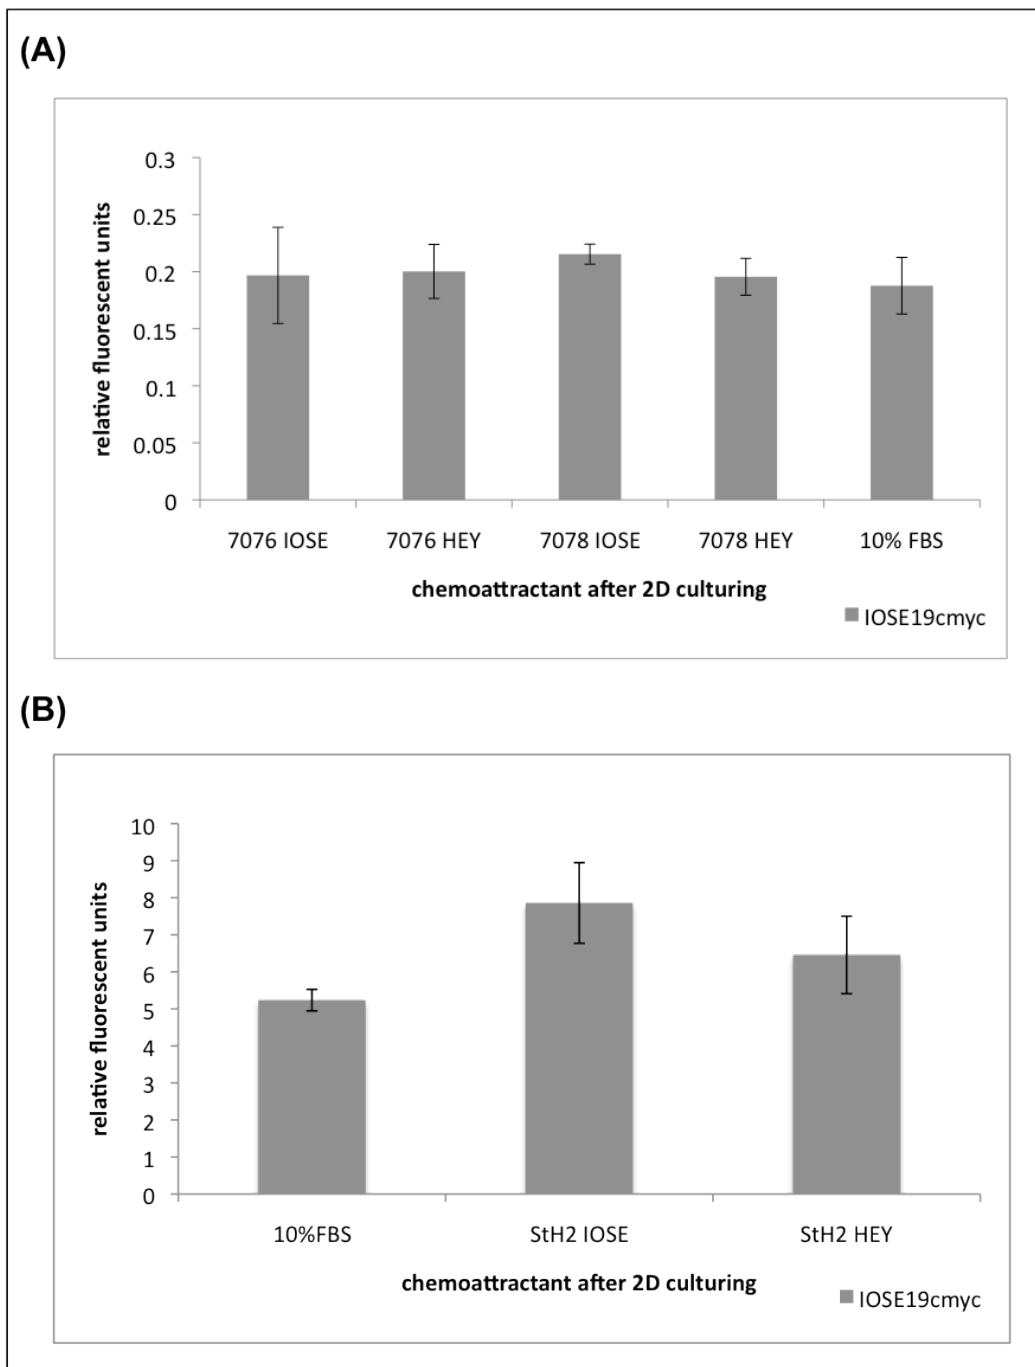 (A)
0.3
0.25
0.2
0.15
0.1
0.05
0
relative fluorescent units
7076 IOSE 7076 HEY 7078 IOSE 7078 HEY 10% FBS
chemoattractant after 2D culturing
IOSE19cmyc
(B)
10
9
8
7
6
5
4
3
2
1
0
relative fluorescent units
10%FBS StH2 IOSE StH2 HEY
chemoattractant after 2D culturing
IOSE19cmyc